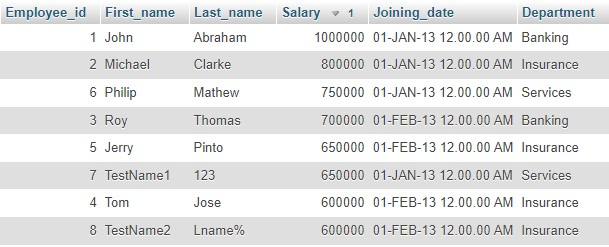 Employee_id First_name Last_name Salary 1 Joining_date Department
1 John Abraham 1000000 01-JAN-13 12.00.00 AM Banking
2 Michael Clarke 800000 01-JAN-13 12.00.00 AM Insurance
6 Philip Mathew 750000 01-JAN-13 12.00.00 AM Services
3 Roy Thomas 700000 01-FEB-13 12.00.00 AM Banking
5 Jerry Pinto 650000 01-FEB-13 12.00.00 AM Insurance
7 TestName1 123 650000 01-JAN-13 12.00.00 AM Services
4 Tom Jose 600000 01-FEB-13 12.00.00 AM Insurance
8 TestName2 Lname% 600000 01-FEB-13 12.00.00 AM Insurance